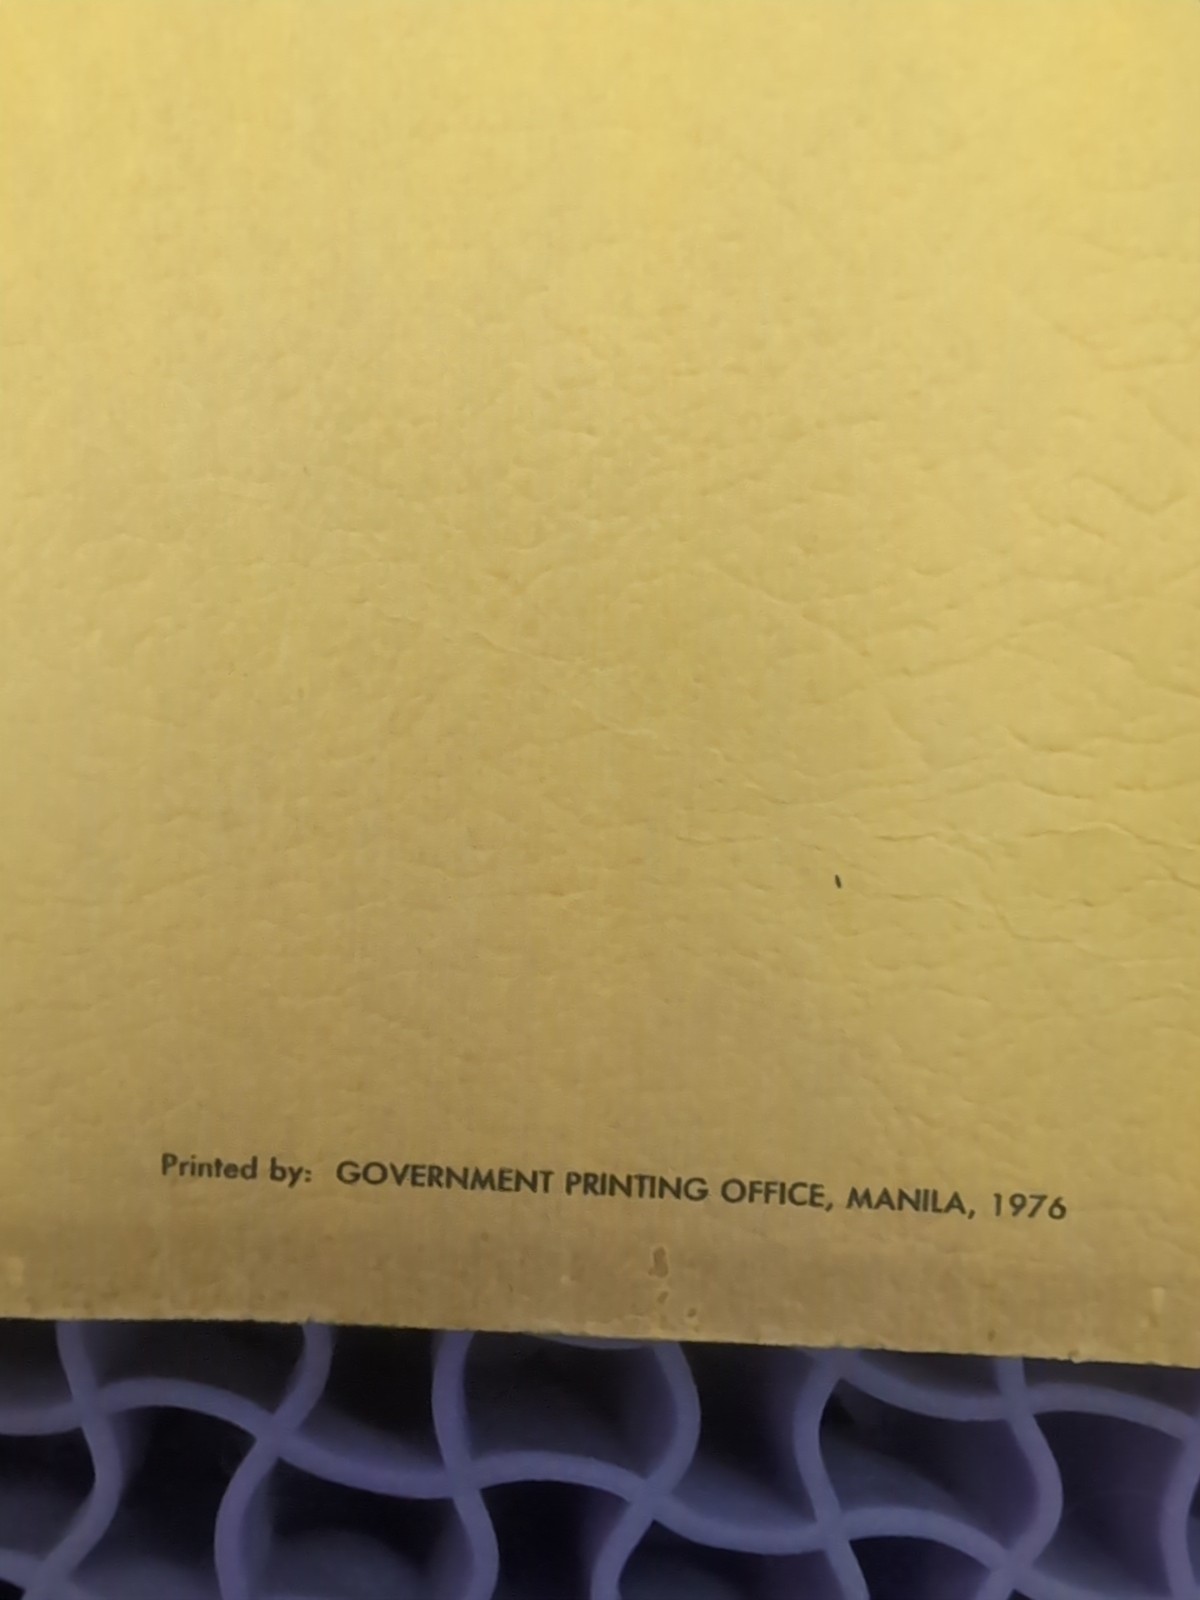 Printed by: GOVERNMENT PRINTING OFFICE, MANILA, 1976